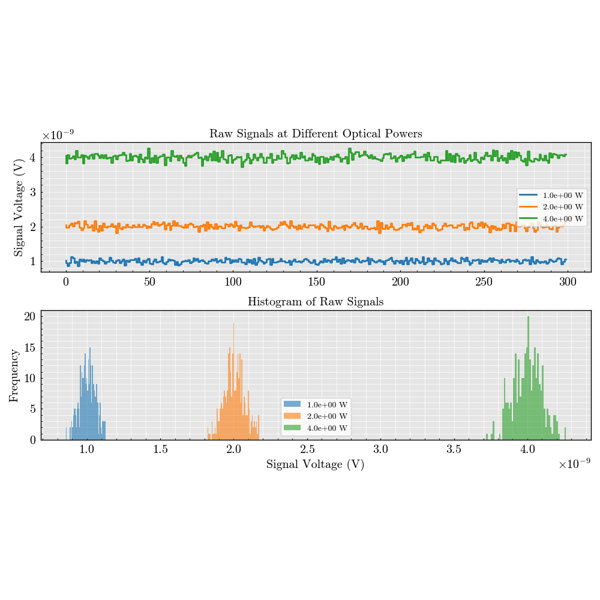 Raw Signals at Different Optical Powers
×10⁻⁹
Signal Voltage (V)
4
3
2
1
1.0e+00 W
2.0e+00 W
4.0e+00 W
0 50 100 150 200 250 300
Histogram of Raw Signals
Frequency
20
15
10
5
0
1.0e+00 W
2.0e+00 W
4.0e+00 W
1.0 1.5 2.0 2.5 3.0 3.5 4.0
Signal Voltage (V)
×10⁻⁹